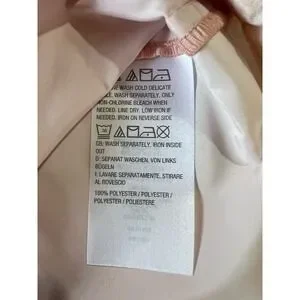 WASH COLD DELICATE
WASH SEPARATELY, ONLY
NON-CHLORINE BLEACH WHEN
NEEDED. LINE DRY, LOW IRON IF
NEEDED, IRON ON REVERSE SIDE
GB: WASH SEPARATELY, IRON INSIDE
OUT
D: SEPARAT WASCHEN, VON LINKS
BÜGELN
I: LAVARE SEPARATAMENTE, STIRARE
AL ROVESCIO
100% POLYESTER / POLYESTER /
POLYESTER / POLIESTERE